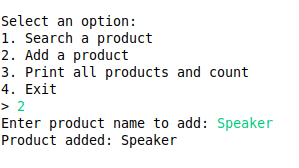 Select an option:
1. Search a product
2. Add a product
3. Print all products and count
4. Exit
> 2
Enter product name to add: Speaker
Product added: Speaker